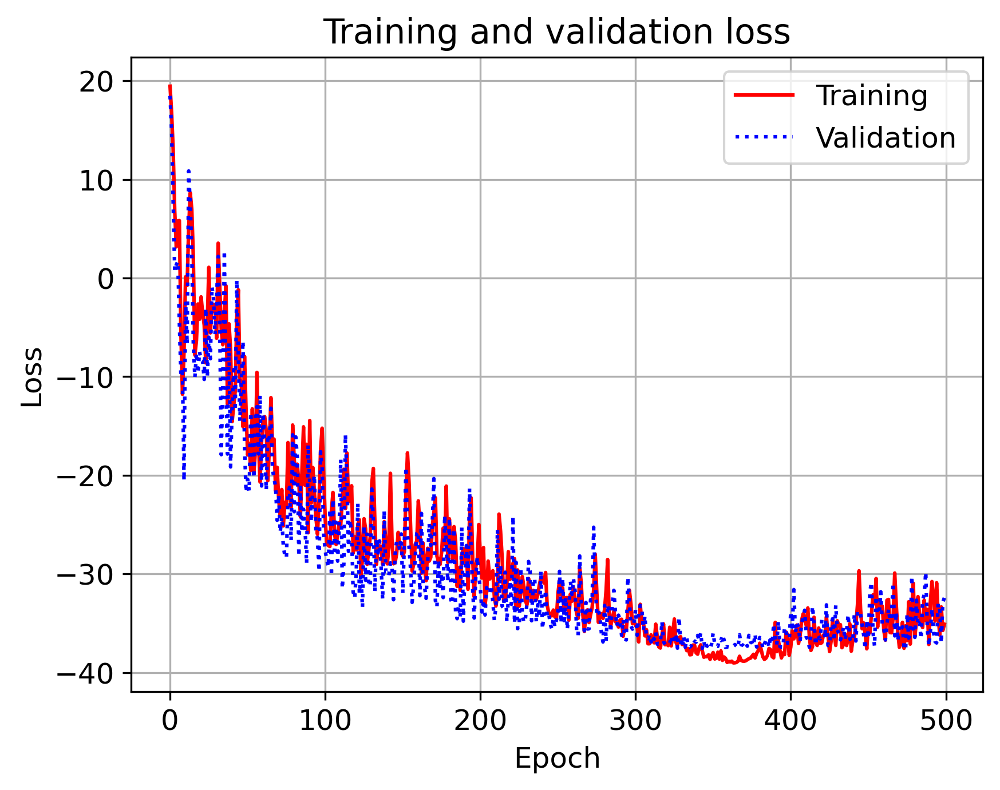 Training and validation loss
20
10
0
−10
−20
−30
−40
Loss
Training
Validation
0 100 200 300 400 500
Epoch